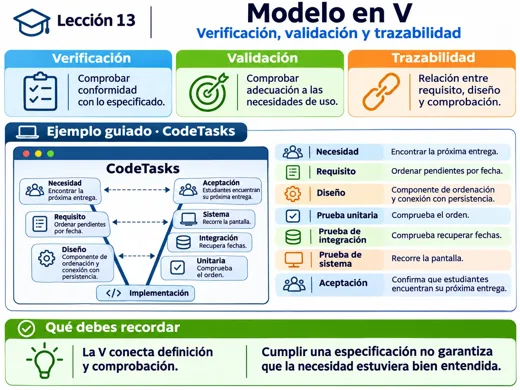 Lección 13
Modelo en V
Verificación, validación y trazabilidad
Verificación
Comprobar
conformidad
con lo especificado.
Validación
Comprobar
adecuación a las
necesidades de uso.
Trazabilidad
Relación entre
requisito, diseño
y comprobación.
Ejemplo guiado · CodeTasks
CodeTasks
Necesidad
Encontrar la
próxima entrega.
Aceptación
Estudiantes encuentran
su próxima entrega.
Requisito
Ordenar pendientes
por fecha.
Sistema
Recorre la pantalla.
Integración
Recupera fechas.
Diseño
Componente de
ordenación y
conexión con
persistencia.
Unitaria
Comprueba
el orden.
</> Implementación
Necesidad
Encontrar la próxima entrega.
Requisito
Ordenar pendientes por fecha.
Diseño
Componente de ordenación
y conexión con persistencia.
Prueba unitaria
Comprueba el orden.
Prueba de
integración
Comprueba recuperar fechas.
Prueba de
sistema
Recorre la pantalla.
Aceptación
Confirma que estudiantes
encuentran su próxima entrega.
Qué debes recordar
La V conecta definición
y comprobación.
Cumplir una especificación no garantiza
que la necesidad estuviera bien entendida.